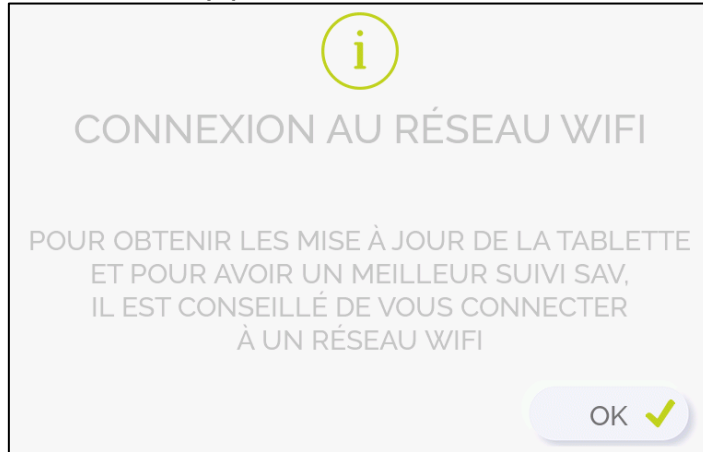 i
CONNEXION AU RÉSEAU WIFI
POUR OBTENIR LES MISE À JOUR DE LA TABLETTE
ET POUR AVOIR UN MEILLEUR SUIVI SAV,
IL EST CONSEILLÉ DE VOUS CONNECTER
À UN RÉSEAU WIFI
OK